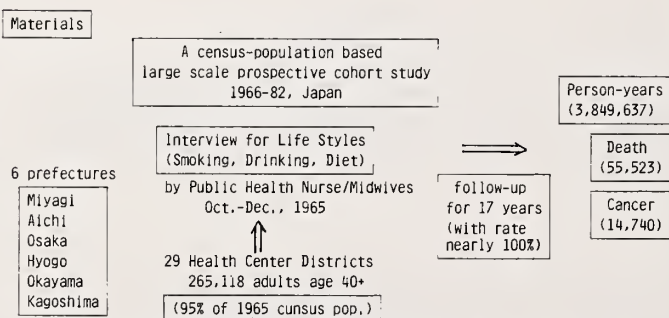 Materials
A census-population based
large scale prospective cohort study
1966-82, Japan
Interview for Life Styles
(Smoking, Drinking, Diet)
by Public Health Nurse/Midwives
Oct.-Dec., 1965
29 Health Center Districts
265,118 adults age 40+
(95% of 1965 cunsus pop.)
6 prefectures
Miyagi
Aichi
Osaka
Hyogo
Okayama
Kagoshima
follow-up
for 17 years
(with rate
nearly 100%)
Person-years
(3,849,637)
Death
(55,523)
Cancer
(14,740)